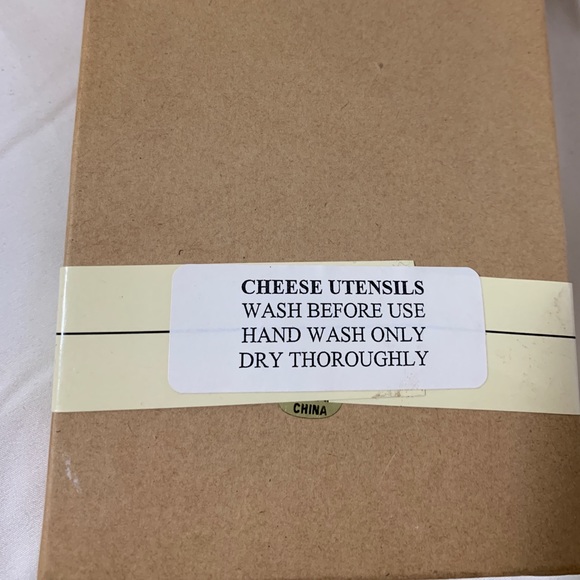 CHEESE UTENSILS
WASH BEFORE USE
HAND WASH ONLY
DRY THOROUGHLY
CHINA